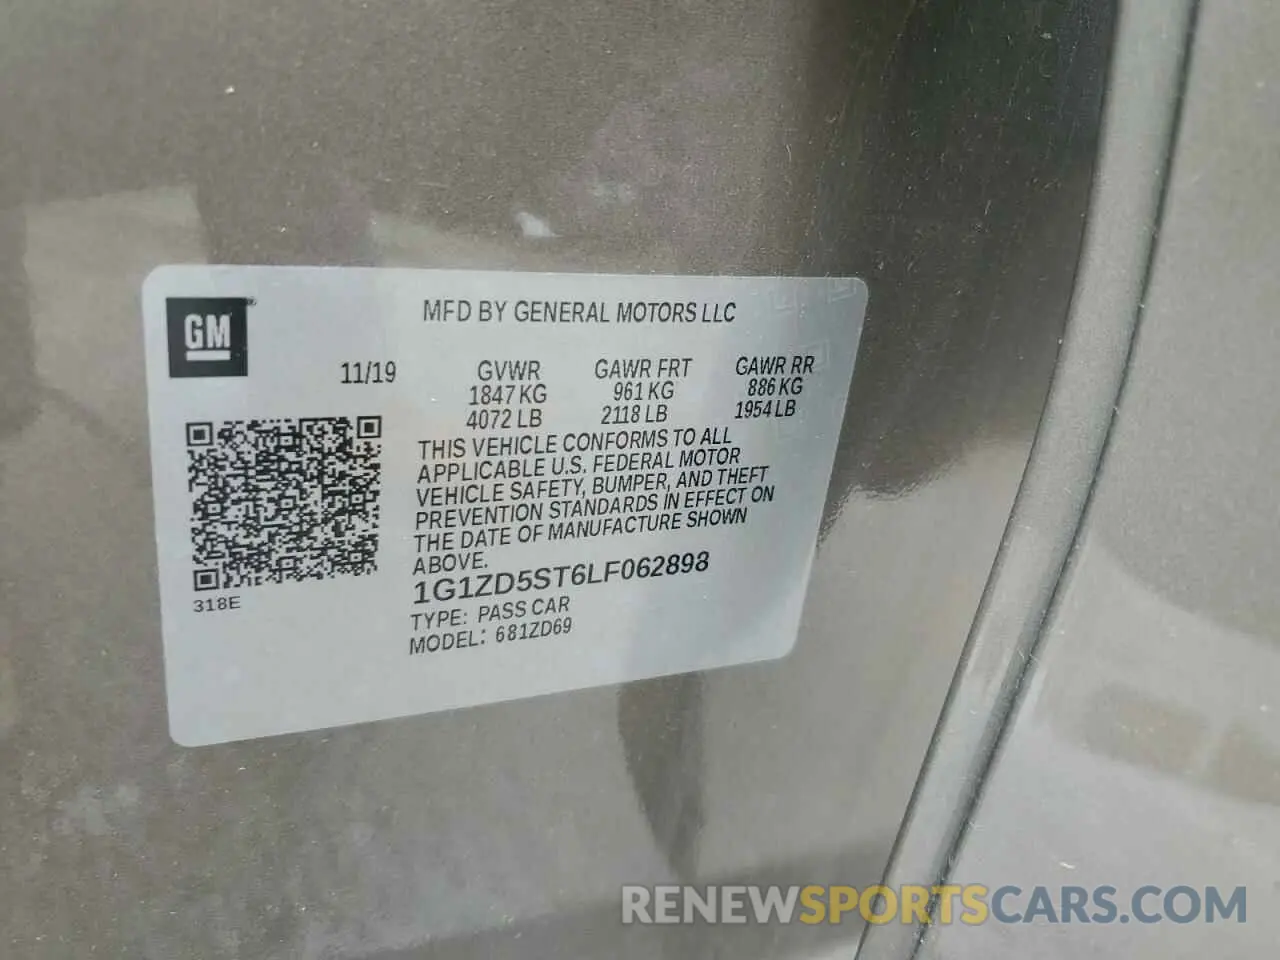 GM
MFD BY GENERAL MOTORS LLC
11/19 GVWR GAWR FRT GAWR RR
1847 KG 961 KG 886 KG
4072 LB 2118 LB 1954 LB
THIS VEHICLE CONFORMS TO ALL
APPLICABLE U.S. FEDERAL MOTOR
VEHICLE SAFETY, BUMPER, AND THEFT
PREVENTION STANDARDS IN EFFECT ON
THE DATE OF MANUFACTURE SHOWN
ABOVE.
1G1ZD5ST6LF062898
318E
TYPE: PASS CAR
MODEL: 681ZD69
RENEWSPORTSCARS.COM